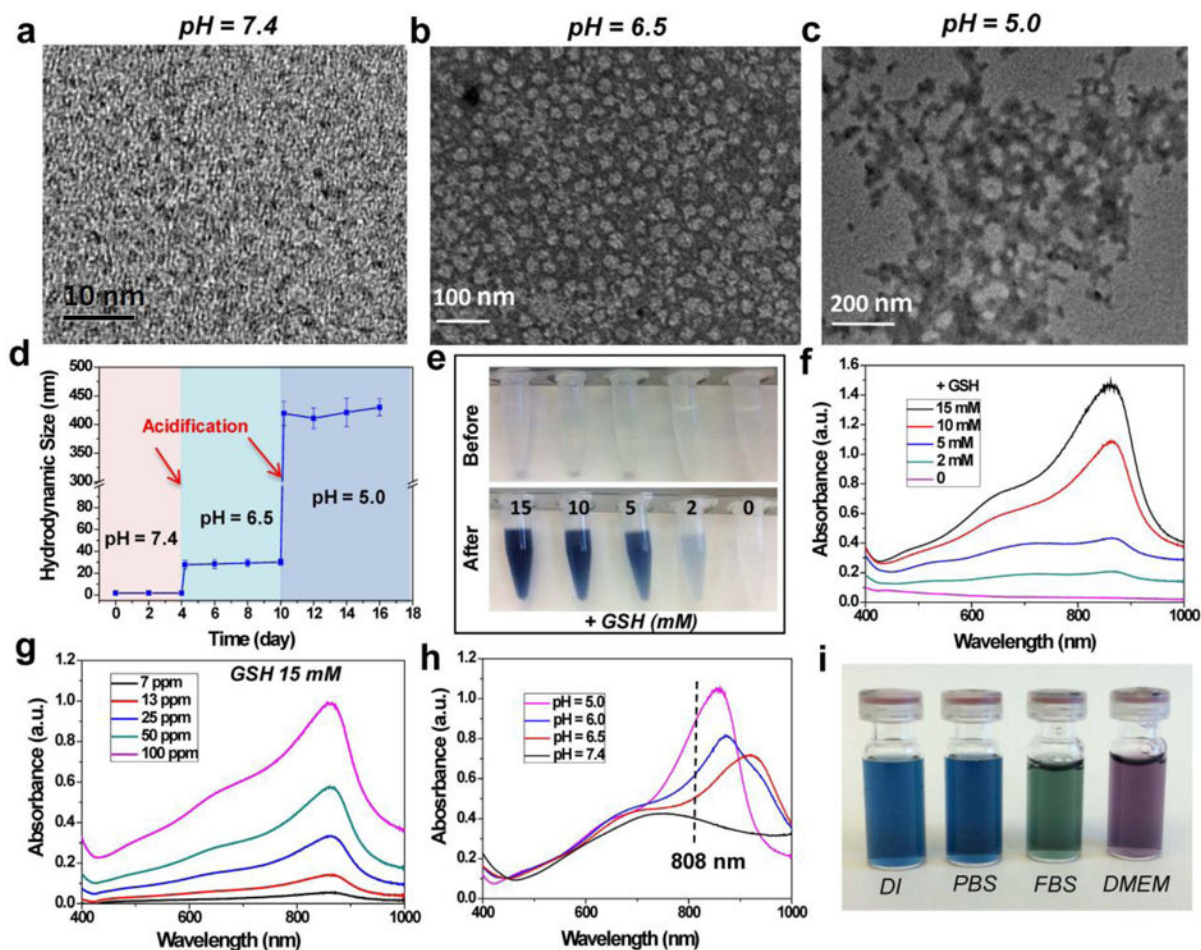 a
pH = 7.4
10 nm
b
pH = 6.5
100 nm
c
pH = 5.0
200 nm
d
Hydrodynamic Size (nm)
500
450
400
350
300
60
40
20
0
Acidification
pH = 7.4
pH = 6.5
pH = 5.0
0 2 4 6 8 10 12 14 16 18
Time (day)
e
Before
After
15 10 5 2 0
+ GSH (mM)
f
Absorbance (a.u.)
1.6
1.4
1.2
1.0
0.8
0.6
0.4
0.2
0.0
+ GSH
15 mM
10 mM
5 mM
2 mM
0
400 600 800 1000
Wavelength (nm)
g
Absorbance (a.u.)
1.2
1.0
0.8
0.6
0.4
0.2
0.0
7 ppm
13 ppm
25 ppm
50 ppm
100 ppm
GSH 15 mM
400 600 800 1000
Wavelength (nm)
h
Abosrbance (a.u.)
1.2
1.0
0.8
0.6
0.4
0.2
0.0
pH = 5.0
pH = 6.0
pH = 6.5
pH = 7.4
808 nm
400 500 600 700 800 900 1000
Wavelength (nm)
i
DI PBS FBS DMEM